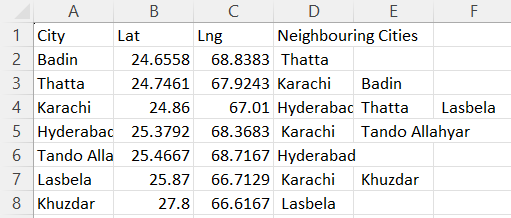 A B C D E F
1 City Lat Lng Neighbouring Cities
2 Badin 24.6558 68.8383 Thatta
3 Thatta 24.7461 67.9243 Karachi Badin
4 Karachi 24.86 67.01 Hyderabad Thatta Lasbela
5 Hyderabad 25.3792 68.3683 Karachi Tando Allahyar
6 Tando Alla 25.4667 68.7167 Hyderabad
7 Lasbela 25.87 66.7129 Karachi Khuzdar
8 Khuzdar 27.8 66.6167 Lasbela